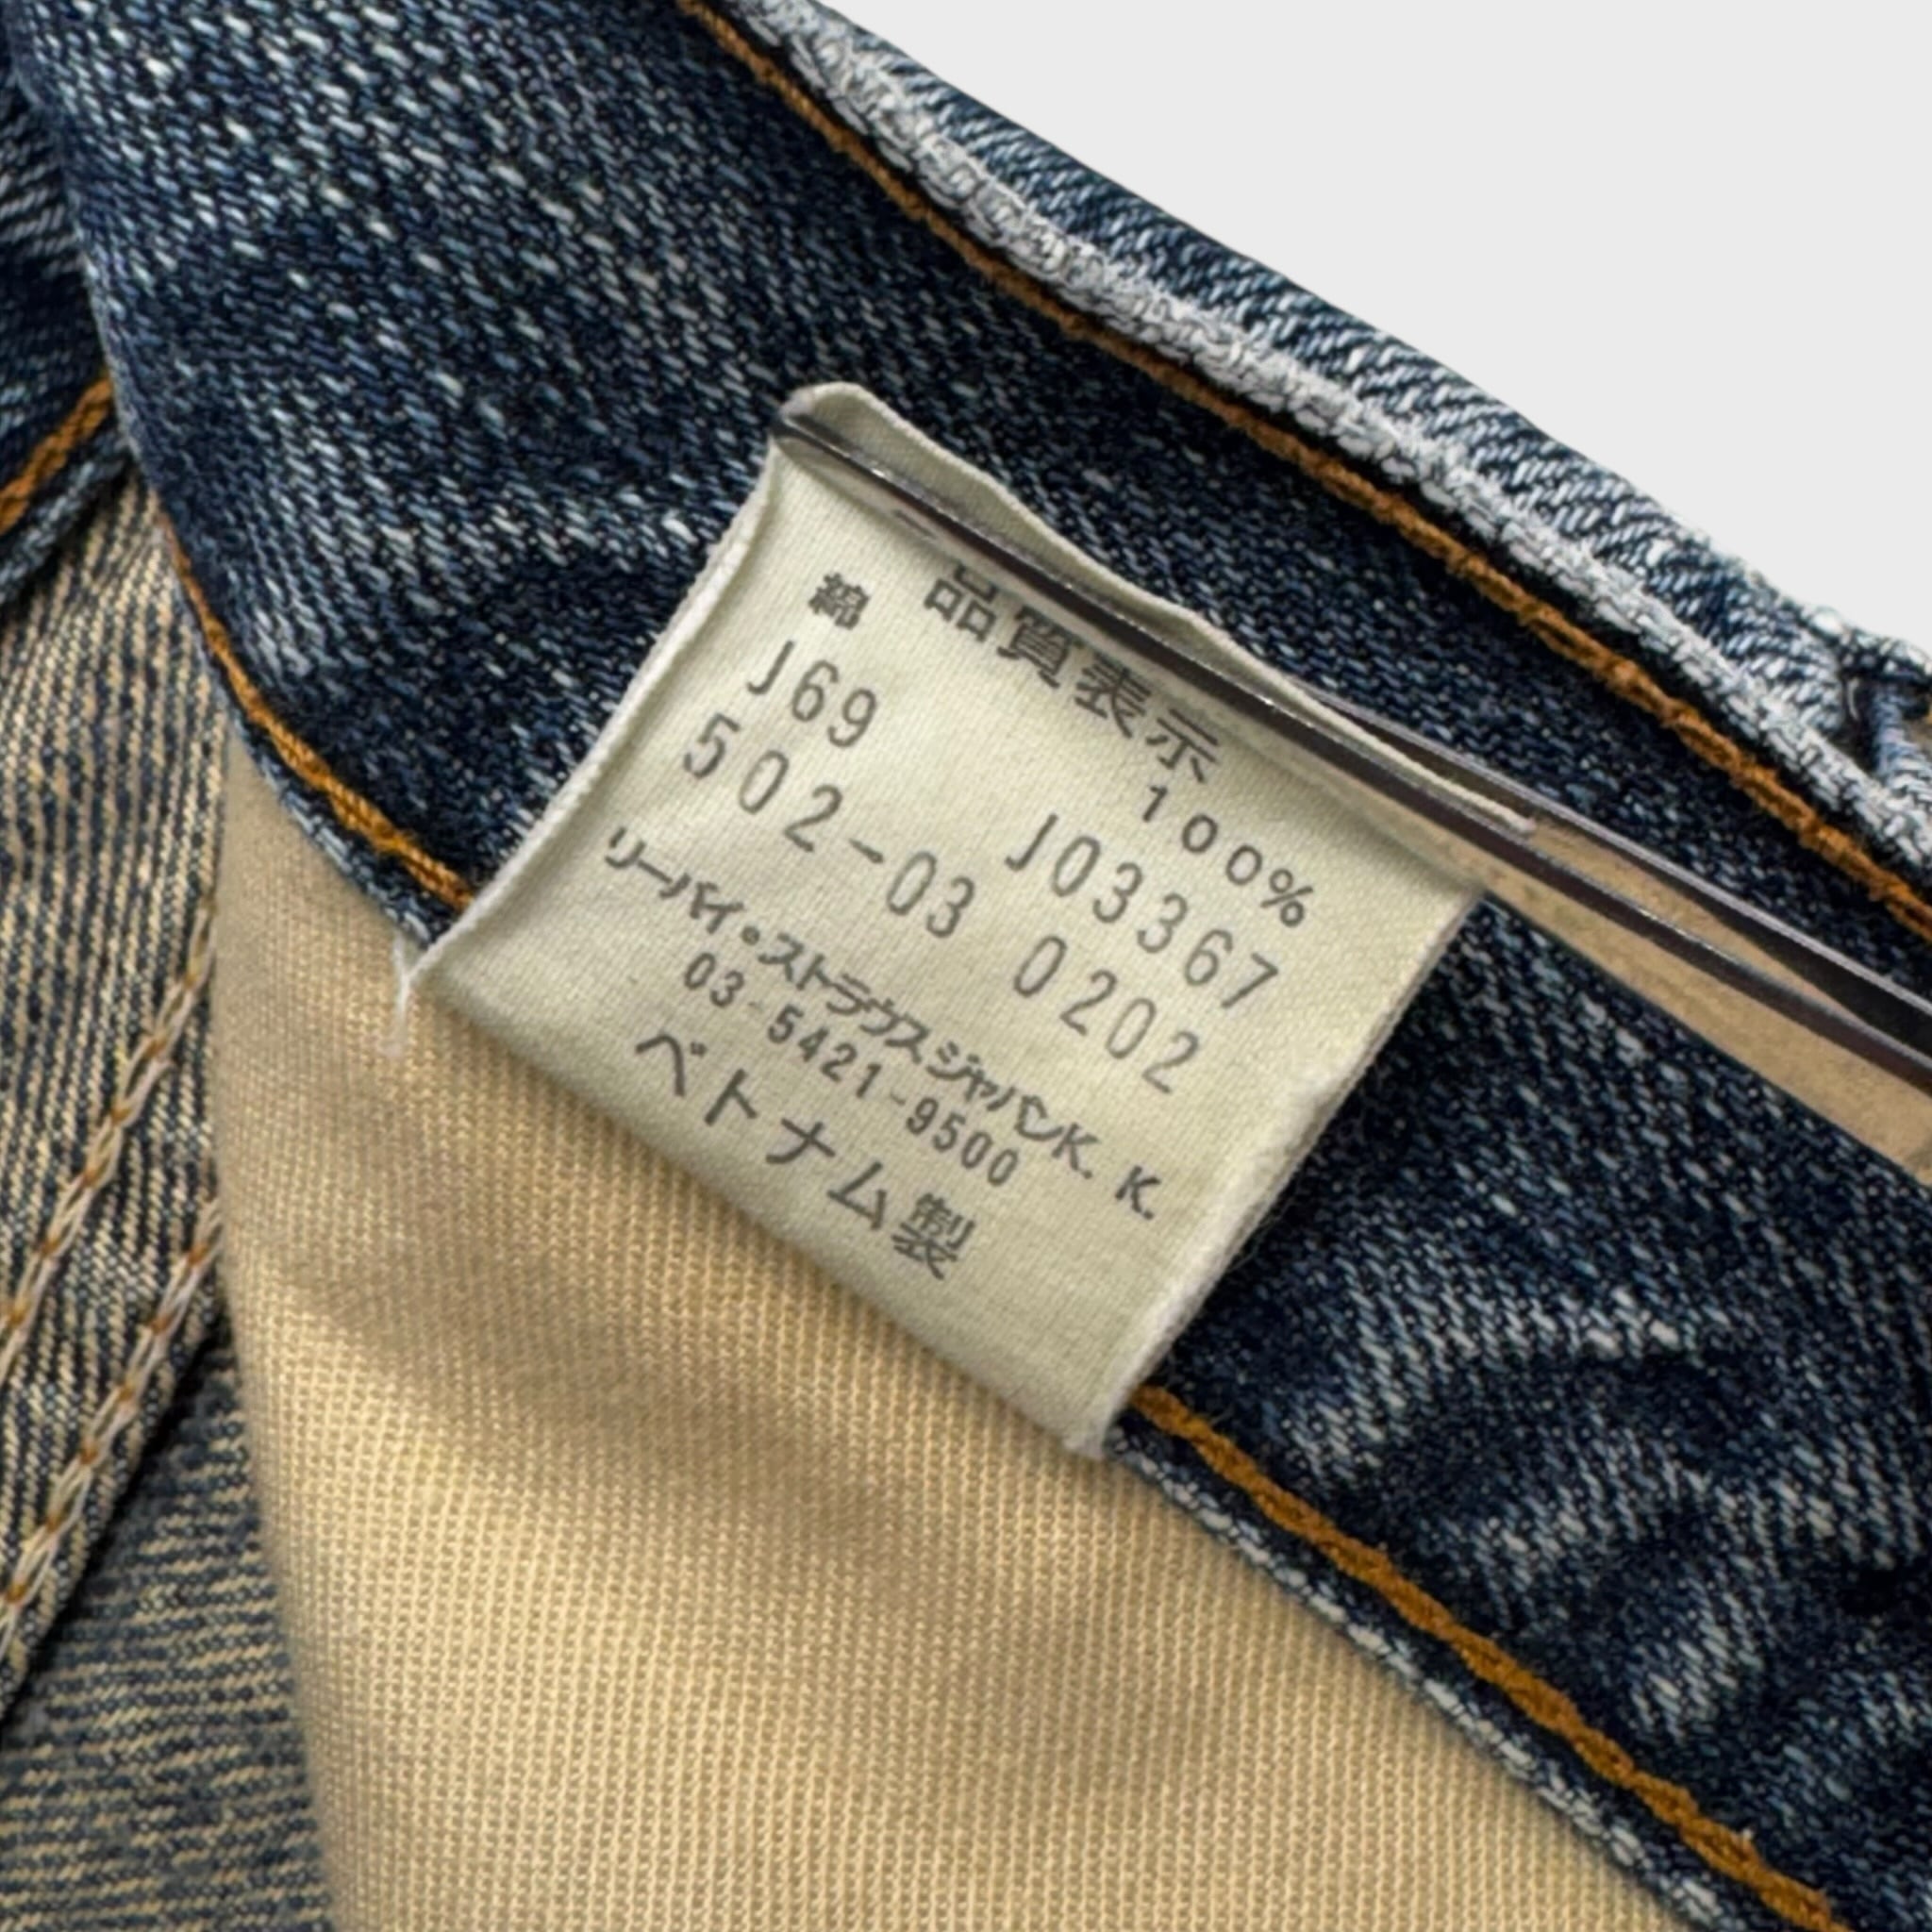 品質表示
綿 100%
J69 J03367
502-03 0202
リーバイ・ストラウスジャパンK.K.
03-5421-9500
ベトナム製